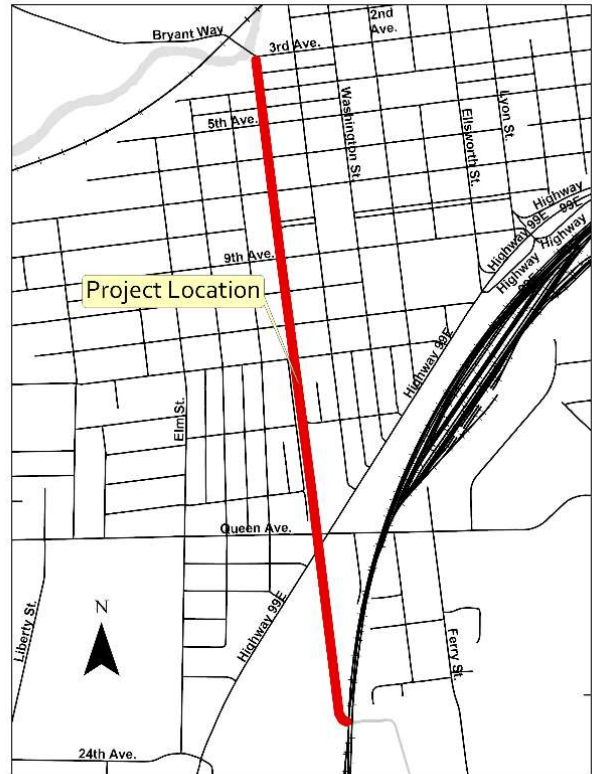 Bryant Way
2nd
Ave.
3rd Ave.
5th Ave.
Washington St.
Ellsworth St.
Lyon St.
Highway
99E
Highway 99E
Highway
Highway
9th Ave.
Project Location
Highway 99E
Elm St.
Queen Ave.
N
Liberty St.
Highway 99E
Ferry St.
24th Ave.